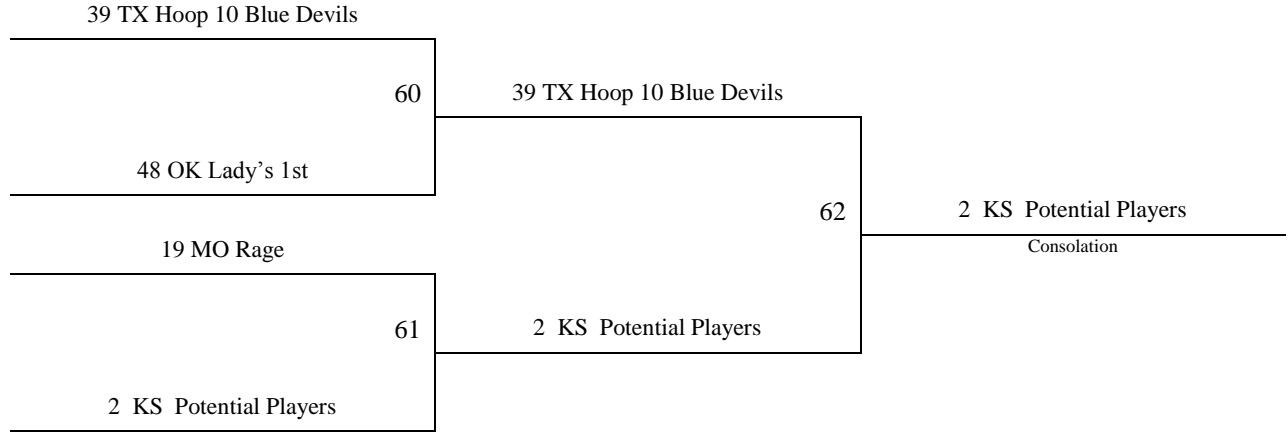 39 TX Hoop 10 Blue Devils
60
39 TX Hoop 10 Blue Devils
48 OK Lady’s 1st
62
2 KS Potential Players
Consolation
19 MO Rage
61
2 KS Potential Players
2 KS Potential Players